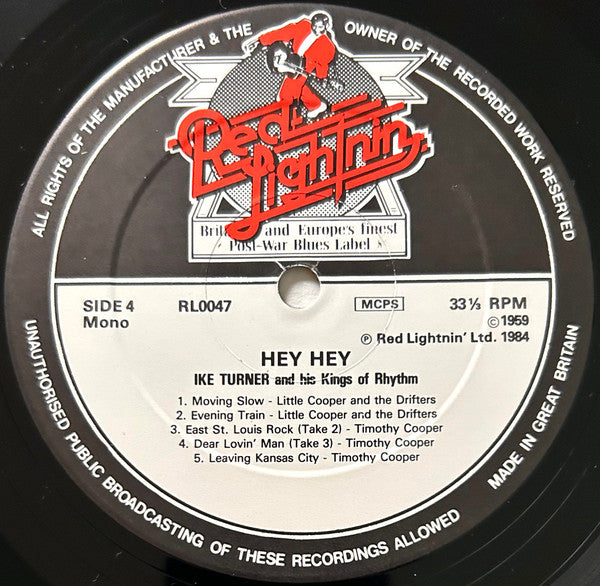 ALL RIGHTS OF THE MANUFACTURER & THE OWNER OF THE RECORDED WORK RESERVED
Red
Lightnin'
and Europe's finest
Post-War Blues Label
SIDE 4 RL0047 MCPS 33⅓ RPM
Mono ©1959
℗ Red Lightnin' Ltd. 1984
HEY HEY
IKE TURNER and his Kings of Rhythm
1. Moving Slow - Little Cooper and the Drifters
2. Evening Train - Little Cooper and the Drifters
3. East St. Louis Rock (Take 2) - Timothy Cooper
4. Dear Lovin' Man (Take 3) - Timothy Cooper
5. Leaving Kansas City - Timothy Cooper
UNAUTHORISED PUBLIC BROADCASTING OF THESE RECORDINGS ALLOWED
MADE IN GREAT BRITAIN